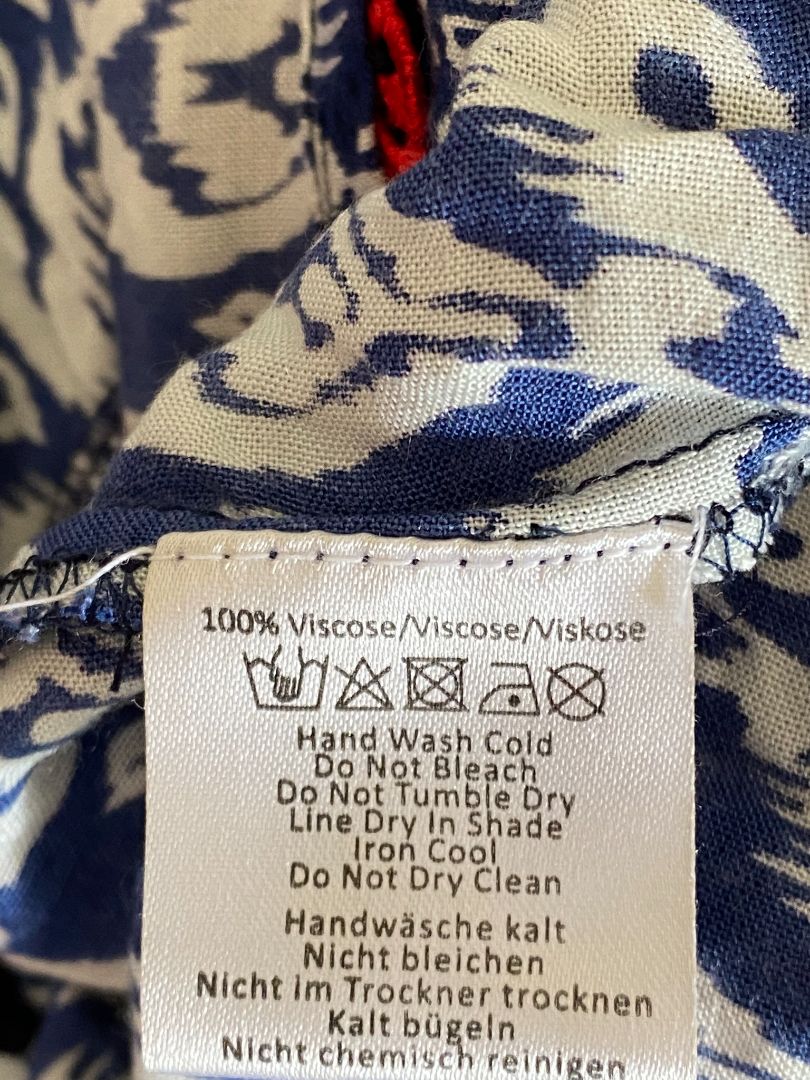 100% Viscose/Viscose/Viskose
Hand Wash Cold
Do Not Bleach
Do Not Tumble Dry
Line Dry In Shade
Iron Cool
Do Not Dry Clean
Handwäsche kalt
Nicht bleichen
Nicht im Trockner trocknen
Kalt bügeln
Nicht chemisch reinigen